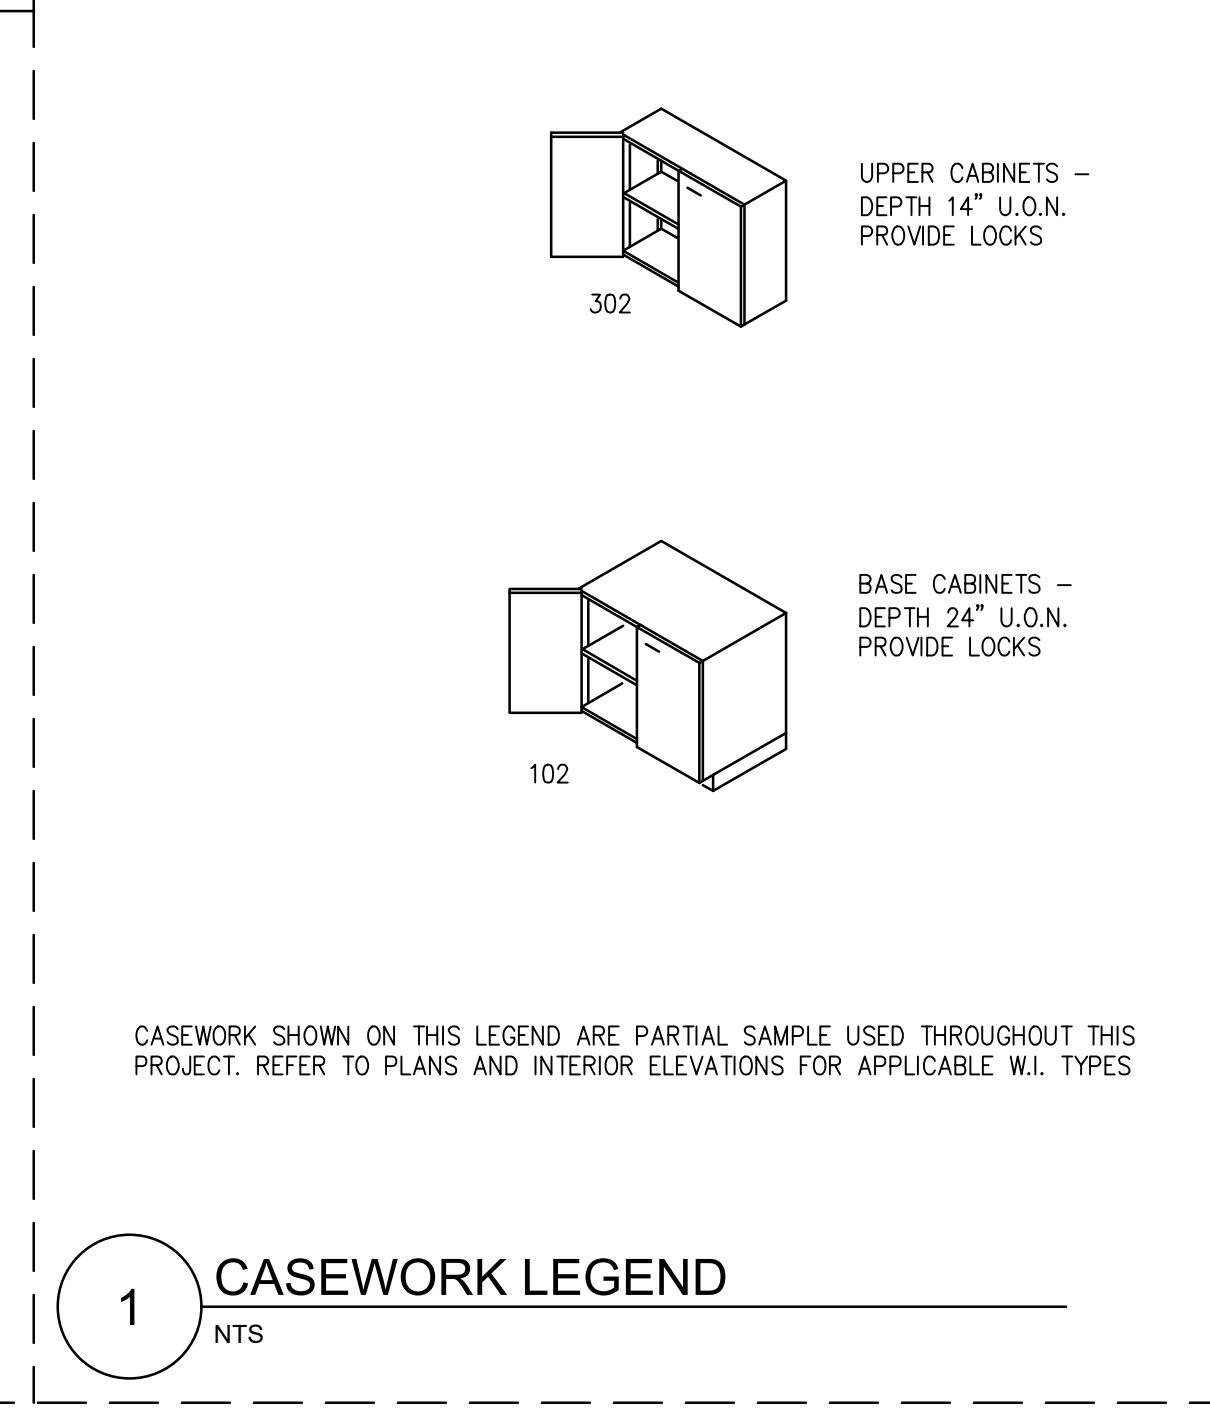 UPPER CABINETS –
DEPTH 14" U.O.N.
PROVIDE LOCKS
302
BASE CABINETS –
DEPTH 24" U.O.N.
PROVIDE LOCKS
102
CASEWORK SHOWN ON THIS LEGEND ARE PARTIAL SAMPLE USED THROUGHOUT THIS
PROJECT. REFER TO PLANS AND INTERIOR ELEVATIONS FOR APPLICABLE W.I. TYPES
1
CASEWORK LEGEND
NTS